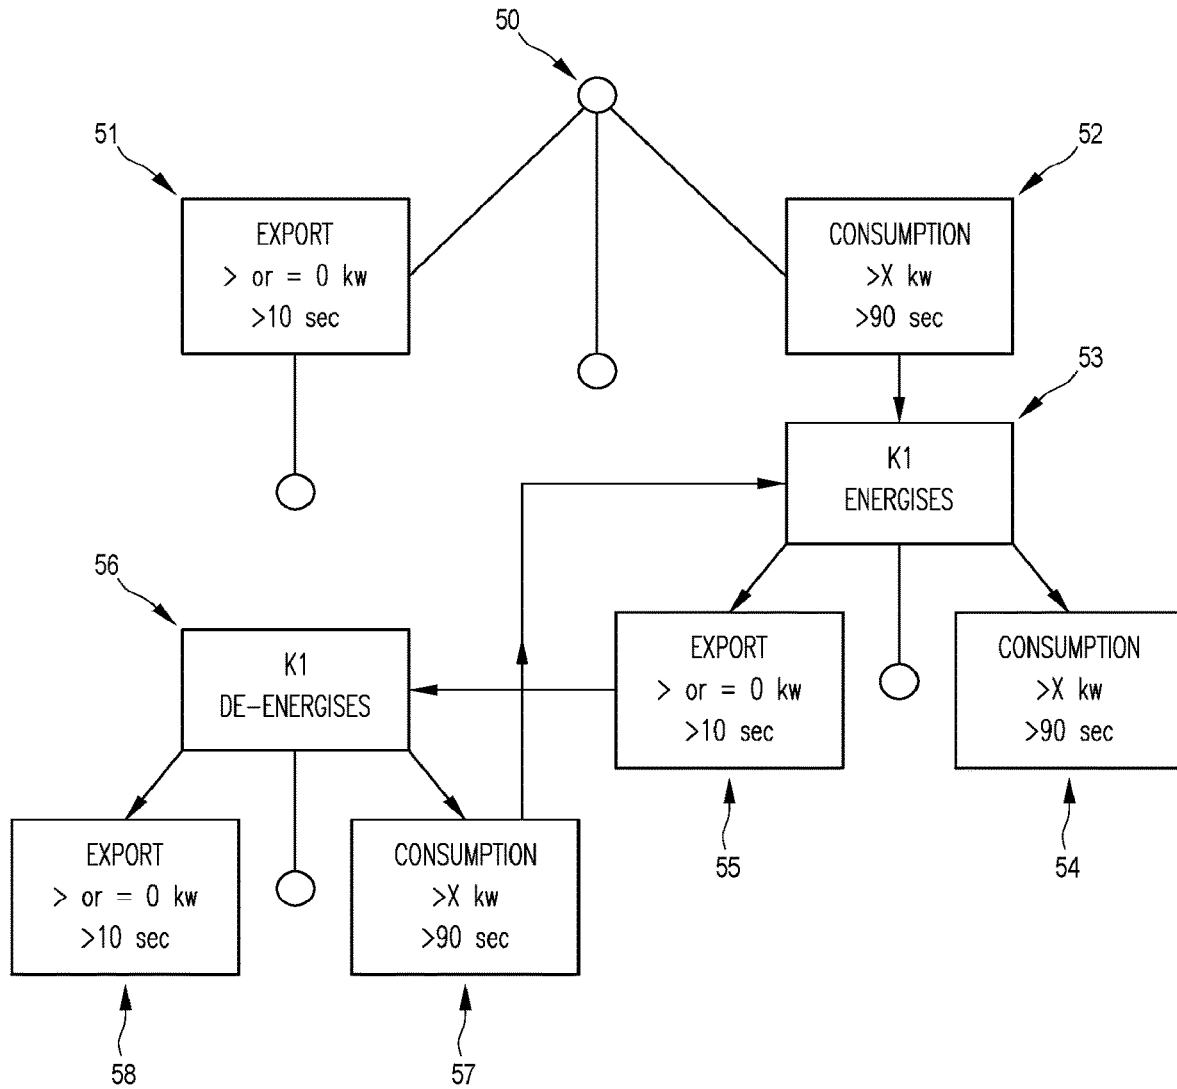 50
51
52
EXPORT
> or = 0 kw
>10 sec
CONSUMPTION
>X kw
>90 sec
53
K1
ENERGISES
56
K1
DE-ENERGISES
EXPORT
> or = 0 kw
>10 sec
CONSUMPTION
>X kw
>90 sec
55
54
EXPORT
> or = 0 kw
>10 sec
CONSUMPTION
>X kw
>90 sec
58
57